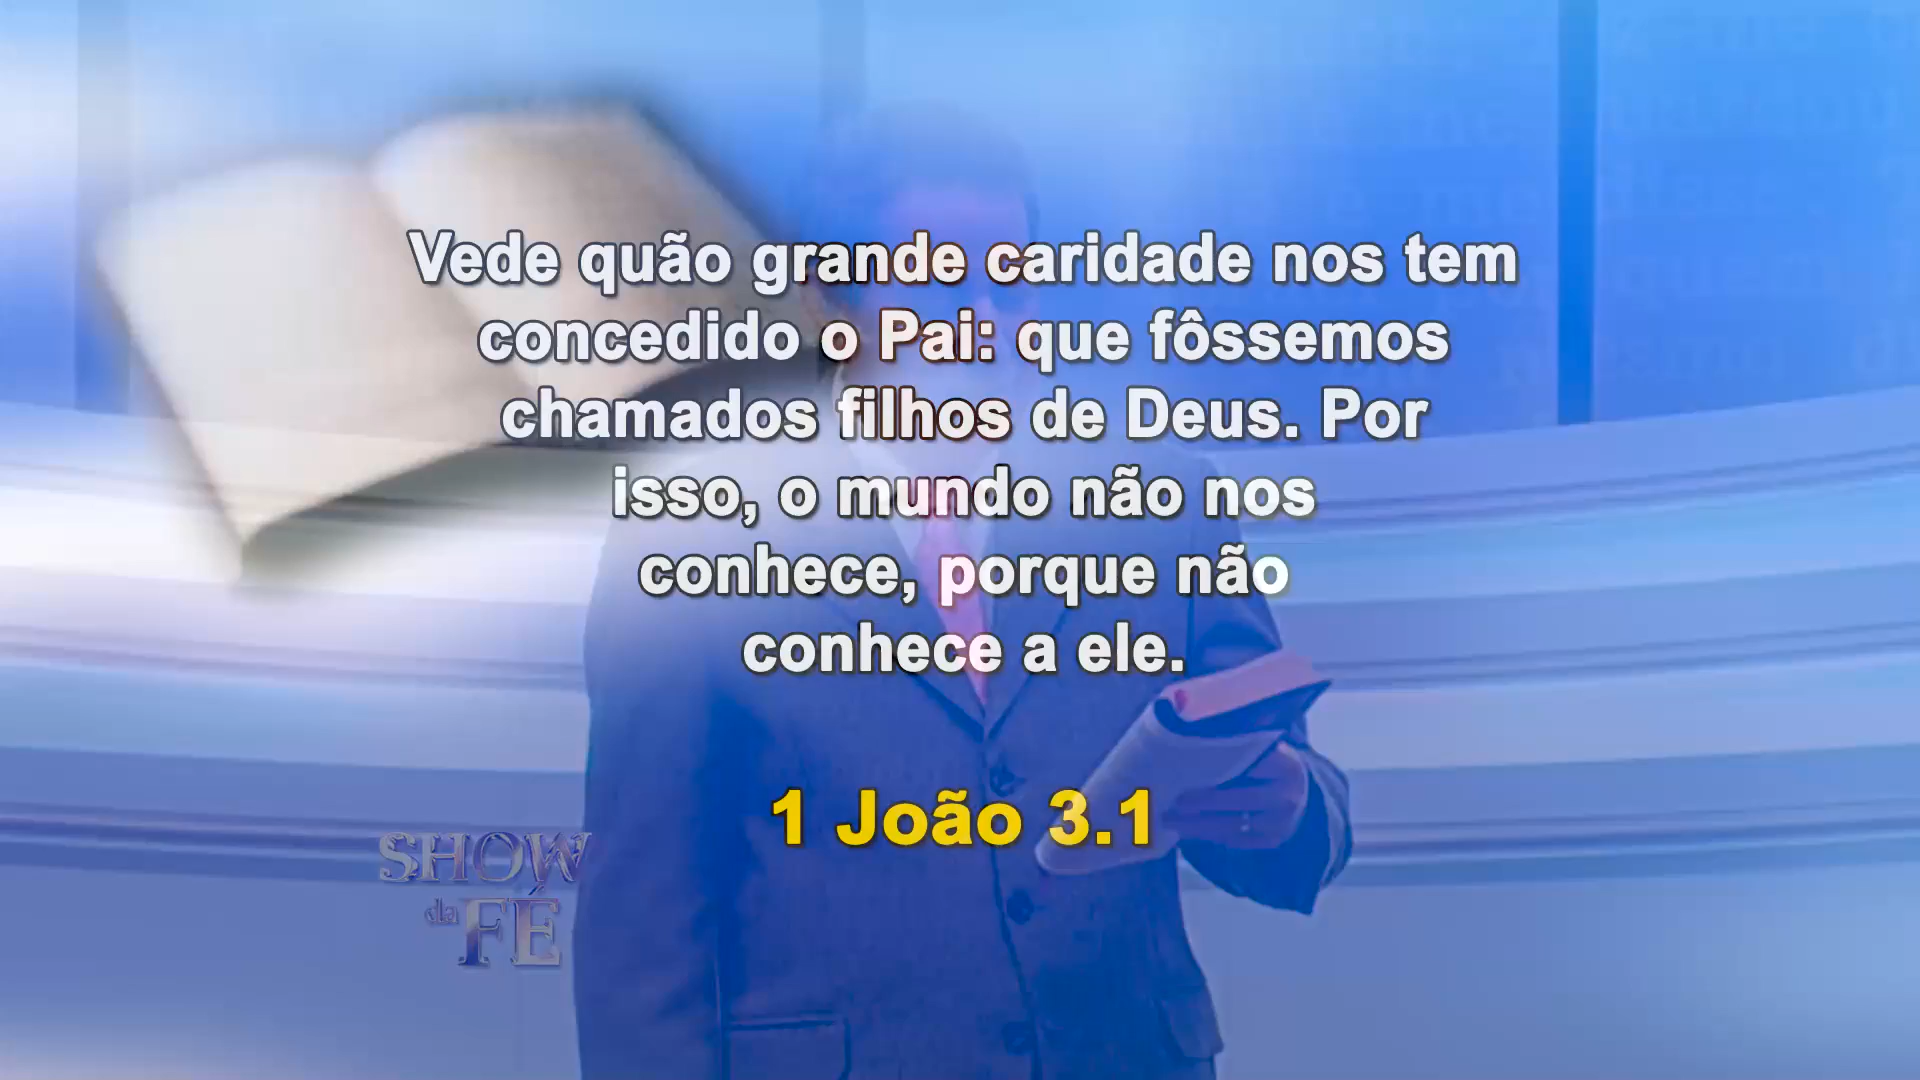 Vede quão grande caridade nos tem
concedido o Pai: que fôssemos
chamados filhos de Deus. Por
isso, o mundo não nos
conhece, porque não
conhece a ele.
1 João 3.1
SHOW
da FÉ